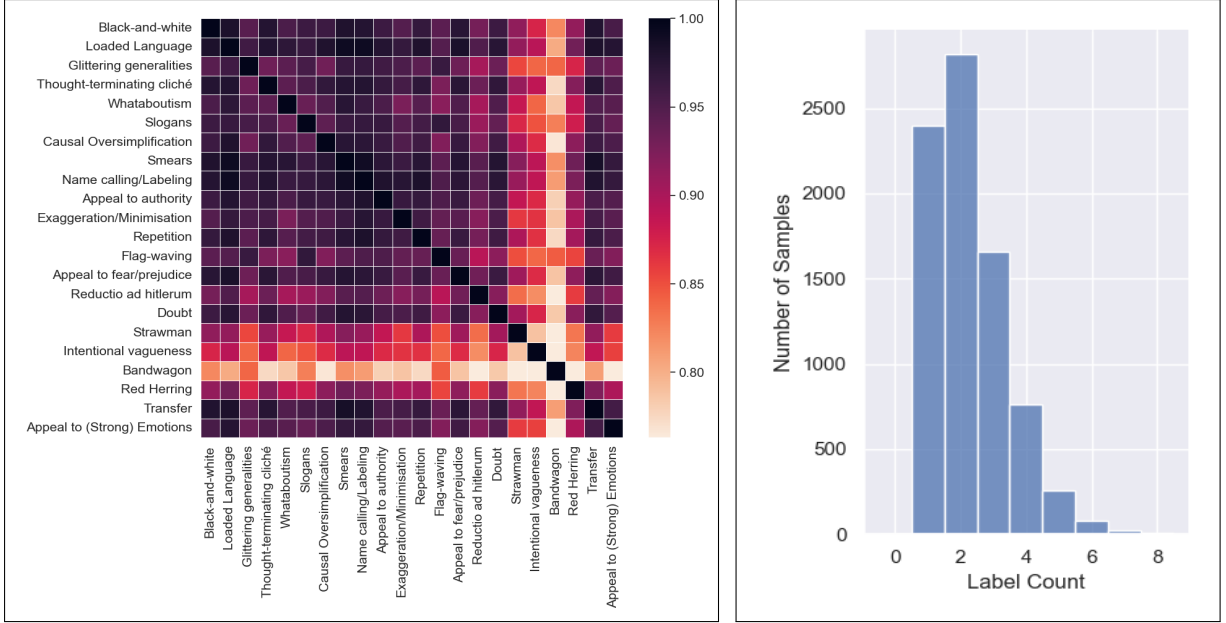 Black-and-white
Loaded Language
Glittering generalities
Thought-terminating cliché
Whataboutism
Slogans
Causal Oversimplification
Smears
Name calling/Labeling
Appeal to authority
Exaggeration/Minimisation
Repetition
Flag-waving
Appeal to fear/prejudice
Reductio ad hitlerum
Doubt
Strawman
Intentional vagueness
Bandwagon
Red Herring
Transfer
Appeal to (Strong) Emotions
Black-and-white
Loaded Language
Glittering generalities
Thought-terminating cliché
Whataboutism
Slogans
Causal Oversimplification
Smears
Name calling/Labeling
Appeal to authority
Exaggeration/Minimisation
Repetition
Flag-waving
Appeal to fear/prejudice
Reductio ad hitlerum
Doubt
Strawman
Intentional vagueness
Bandwagon
Red Herring
Transfer
Appeal to (Strong) Emotions
1.00
0.95
0.90
0.85
0.80
Number of Samples
2500
2000
1500
1000
500
0
0 2 4 6 8
Label Count